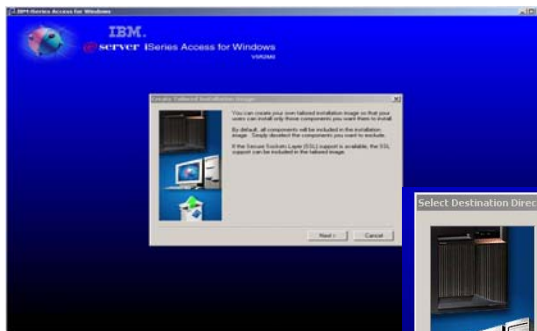 IBM iSeries Access for Windows
IBM.
@server iSeries Access for Windows
V5R2M0
Create Tailored Installation Image
You can create your own tailored installation image so that your
users can install only those components you want them to install.
By default, all components will be included in the installation
image. Simply deselect the components you want to exclude.
If the Secure Sockets Layer (SSL) support is available, the SSL
support can be included in the tailored image.
Next >
Cancel
Select Destination Direc